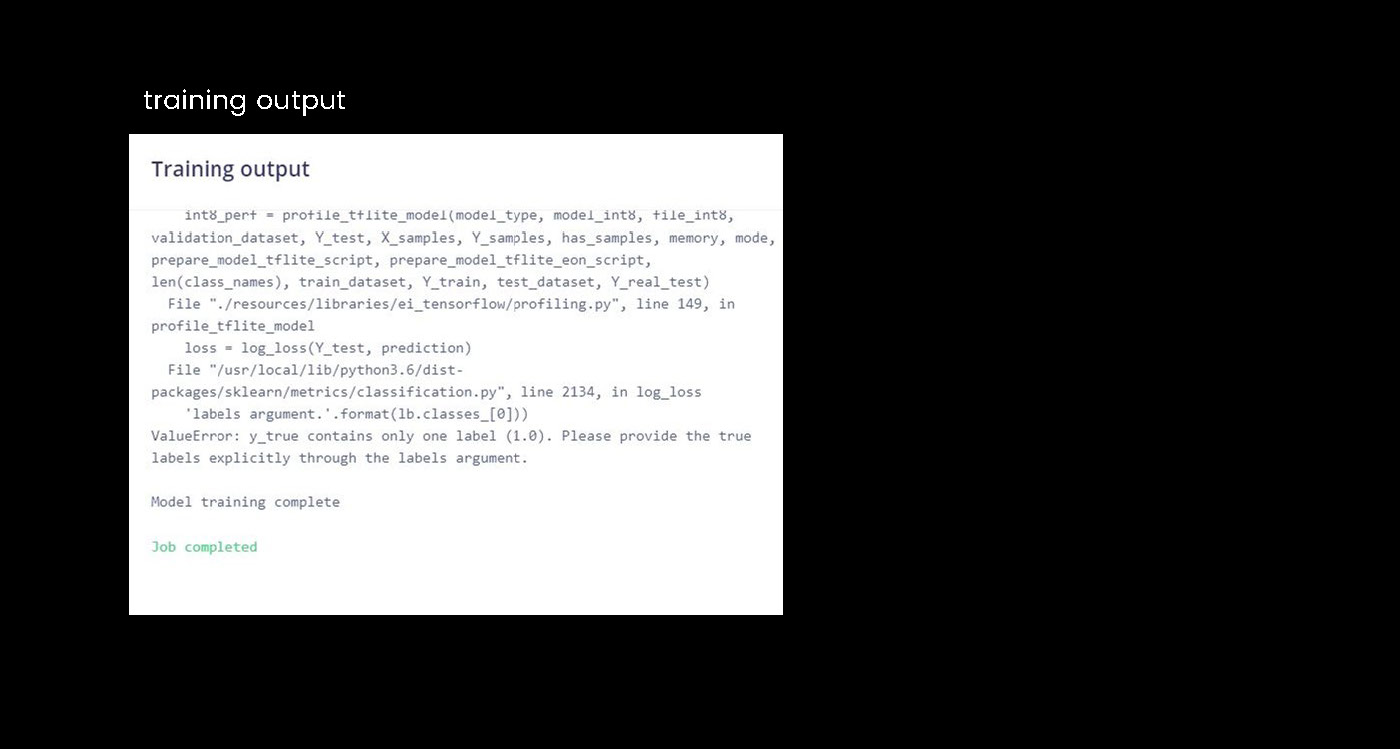 training output
Training output
int8_perf = profile_tflite_model(model_type, model_int8, file_int8,
validation_dataset, Y_test, X_samples, Y_samples, has_samples, memory, mode,
prepare_model_tflite_script, prepare_model_tflite_eon_script,
len(class_names), train_dataset, Y_train, test_dataset, Y_real_test)
File "./resources/libraries/ei_tensorflow/profiling.py", line 149, in
profile_tflite_model
loss = log_loss(Y_test, prediction)
File "/usr/local/lib/python3.6/dist-
packages/sklearn/metrics/classification.py", line 2134, in log_loss
'labels argument.'.format(lb.classes_[0]))
ValueError: y_true contains only one label (1.0). Please provide the true
labels explicitly through the labels argument.
Model training complete
Job completed